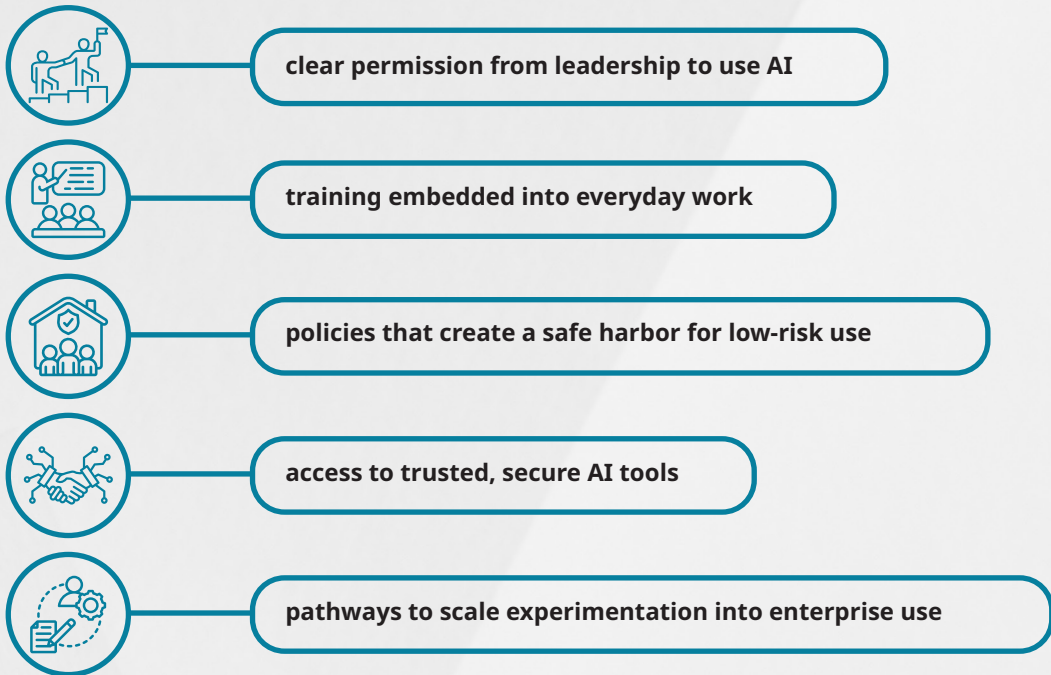 clear permission from leadership to use AI
training embedded into everyday work
policies that create a safe harbor for low-risk use
access to trusted, secure AI tools
pathways to scale experimentation into enterprise use